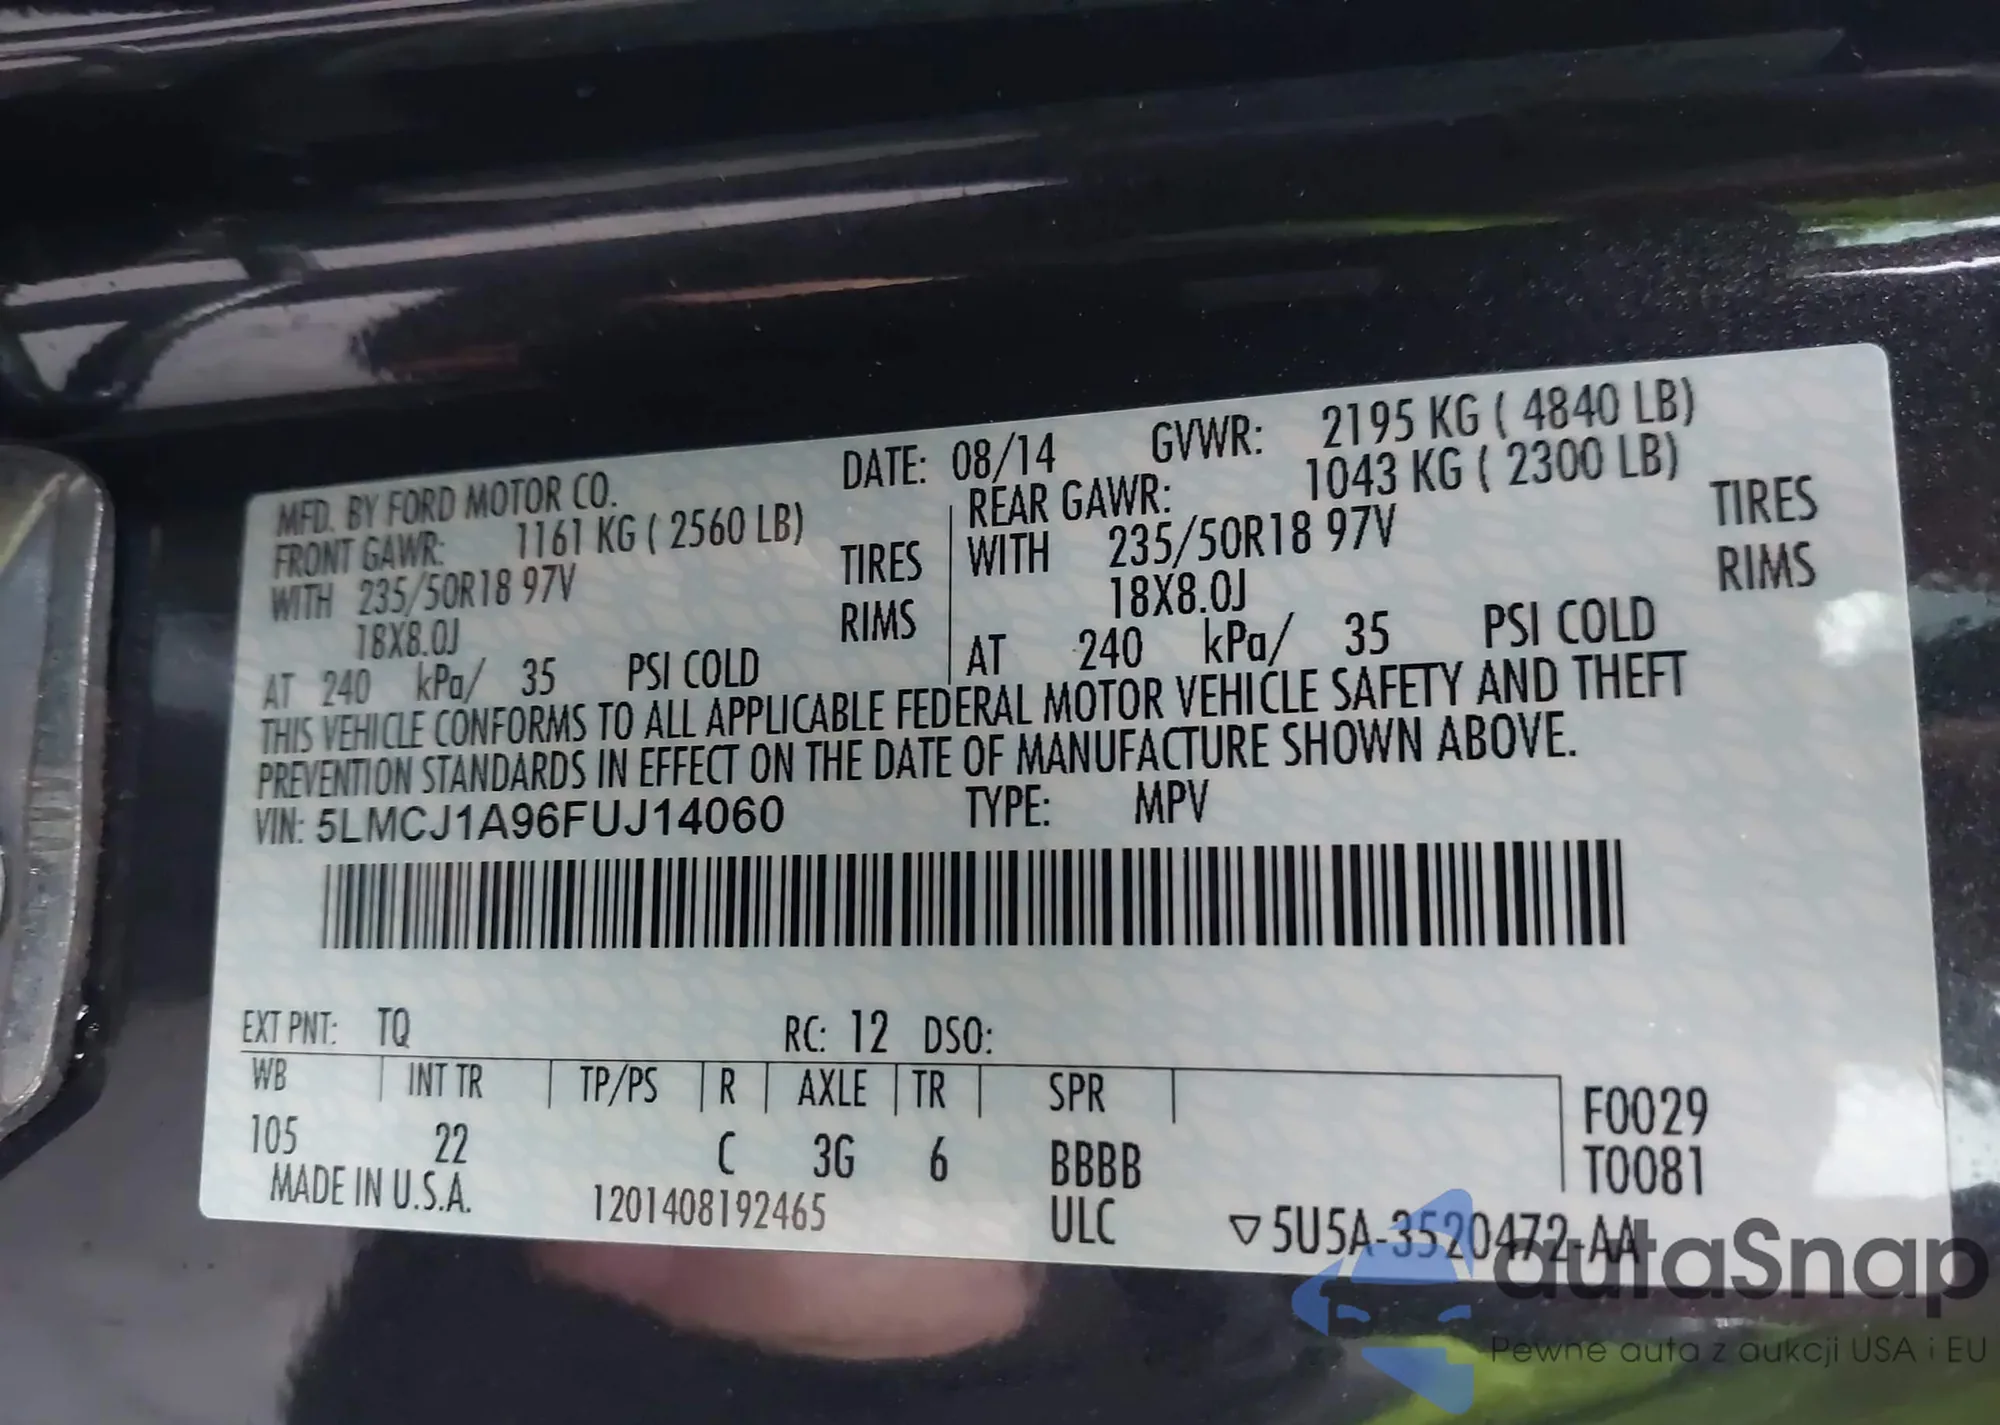 MFD. BY FORD MOTOR CO. DATE: 08/14 GVWR: 2195 KG ( 4840 LB)
FRONT GAWR: 1161 KG ( 2560 LB) REAR GAWR: 1043 KG ( 2300 LB)
WITH 235/50R18 97V TIRES WITH 235/50R18 97V TIRES
18X8.0J RIMS 18X8.0J RIMS
AT 240 kPa/ 35 PSI COLD AT 240 kPa/ 35 PSI COLD
THIS VEHICLE CONFORMS TO ALL APPLICABLE FEDERAL MOTOR VEHICLE SAFETY AND THEFT
PREVENTION STANDARDS IN EFFECT ON THE DATE OF MANUFACTURE SHOWN ABOVE.
VIN: 5LMCJ1A96FUJ14060 TYPE: MPV
EXT PNT: TQ RC: 12 DSO:
WB INT TR TP/PS R AXLE TR SPR F0029
105 22 C 3G 6 BBBB T0081
MADE IN U.S.A. 1201408192465 ULC ▽5U5A-3520472-AA
autaSnap
Pewne auta z aukcji USA i EU